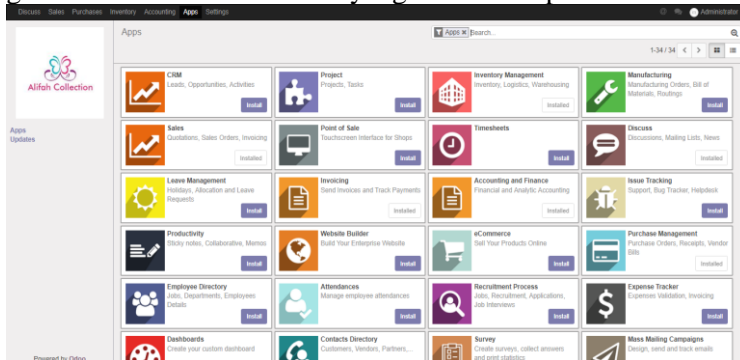 Discuss Sales Purchases Inventory Accounting Apps Settings Administrator
Apps
Apps x Search...
1-34 / 34
Alifah Collection
Apps
Updates
CRM
Leads, Opportunities, Activities
Install
Project
Projects, Tasks
Install
Inventory Management
Inventory, Logistics, Warehousing
Installed
Manufacturing
Manufacturing Orders, Bill of
Materials, Routings
Install
Sales
Quotations, Sales Orders, Invoicing
Installed
Point of Sale
Touchscreen Interface for Shops
Install
Timesheets
Install
Discuss
Discussions, Mailing Lists, News
Installed
Leave Management
Holidays, Allocation and Leave
Requests
Install
Invoicing
Send Invoices and Track Payments
Installed
Accounting and Finance
Financial and Analytic Accounting
Installed
Issue Tracking
Support, Bug Tracker, Helpdesk
Install
Productivity
Sticky notes, Collaborative, Memos
Install
Website Builder
Build Your Enterprise Website
Install
eCommerce
Sell Your Products Online
Install
Purchase Management
Purchase Orders, Receipts, Vendor
Bills
Installed
Employee Directory
Jobs, Departments, Employees
Details
Install
Attendances
Manage employee attendances
Install
Recruitment Process
Jobs, Recruitment, Applications,
Job Interviews
Install
Expense Tracker
Expenses Validation, Invoicing
Install
Dashboards
Create your custom dashboard
Contacts Directory
Customers, Vendors, Partners,...
Survey
Create surveys, collect answers
and print statistics
Mass Mailing Campaigns
Design, send and track emails
Powered by Odoo